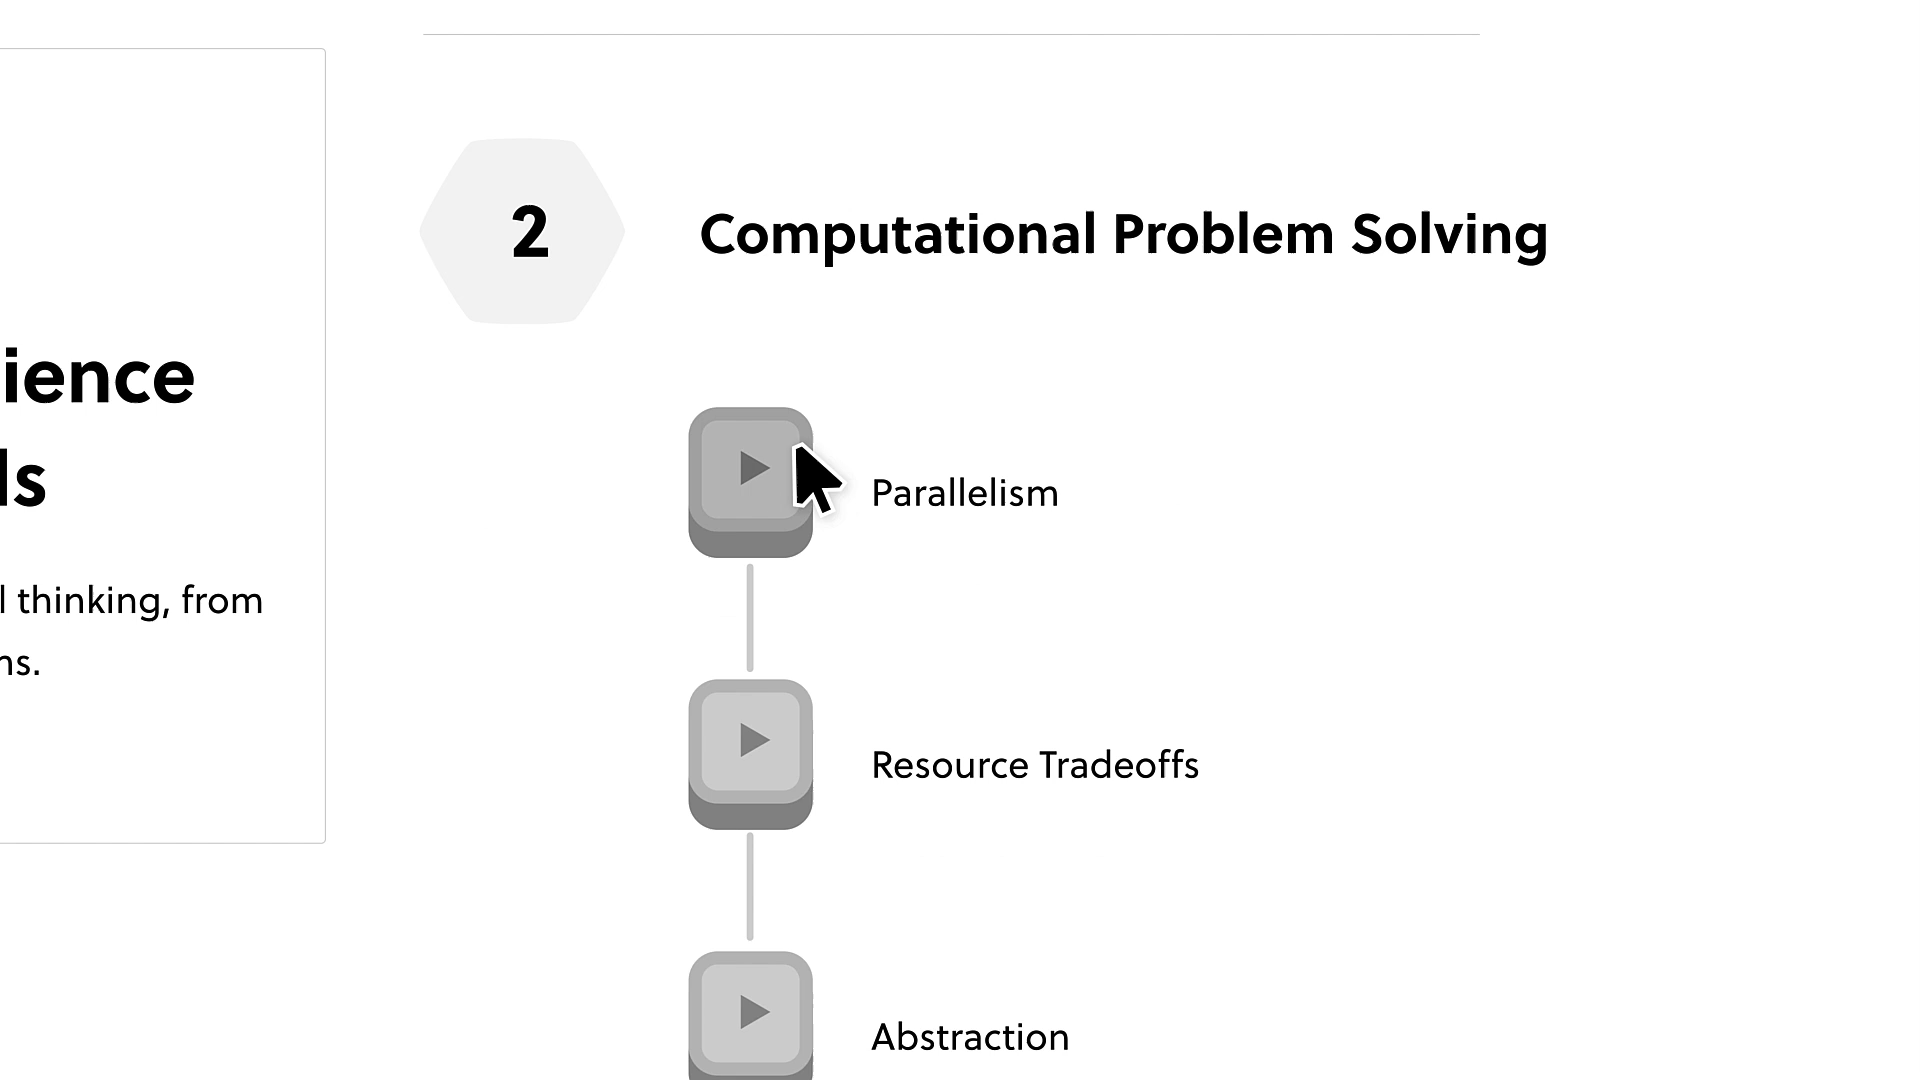 ience
ls
l thinking, from
ns.
2
Computational Problem Solving
Parallelism
Resource Tradeoffs
Abstraction